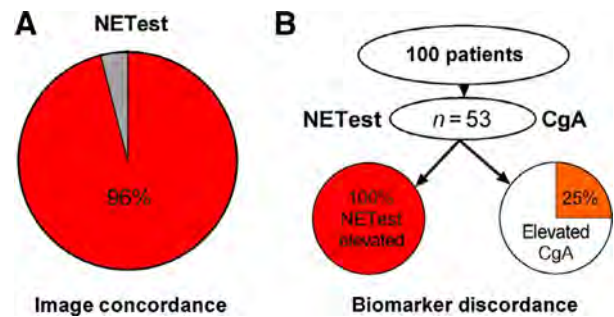 A
NETest
96%
Image concordance
B
100 patients
NETest
n = 53
CgA
100%
NETest
elevated
25%
Elevated
CgA
Biomarker discordance